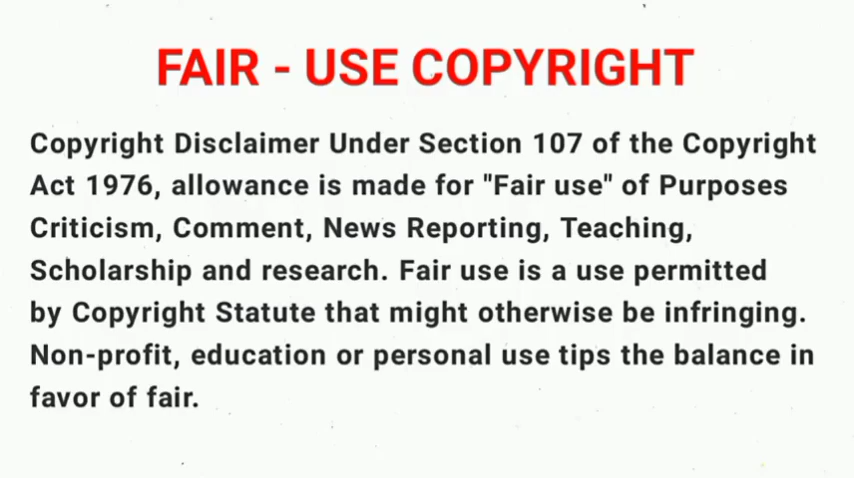 FAIR - USE COPYRIGHT
Copyright Disclaimer Under Section 107 of the Copyright
Act 1976, allowance is made for "Fair use" of Purposes
Criticism, Comment, News Reporting, Teaching,
Scholarship and research. Fair use is a use permitted
by Copyright Statute that might otherwise be infringing.
Non-profit, education or personal use tips the balance in
favor of fair.